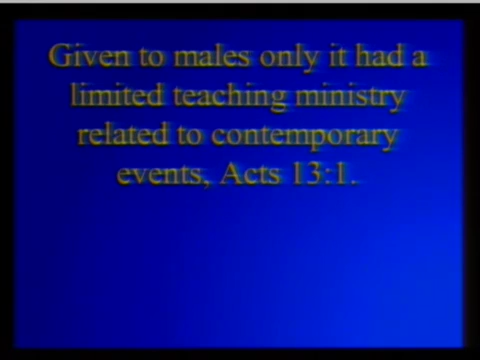 Given to males only it had a
limited teaching ministry
related to contemporary
events, Acts 13:1.